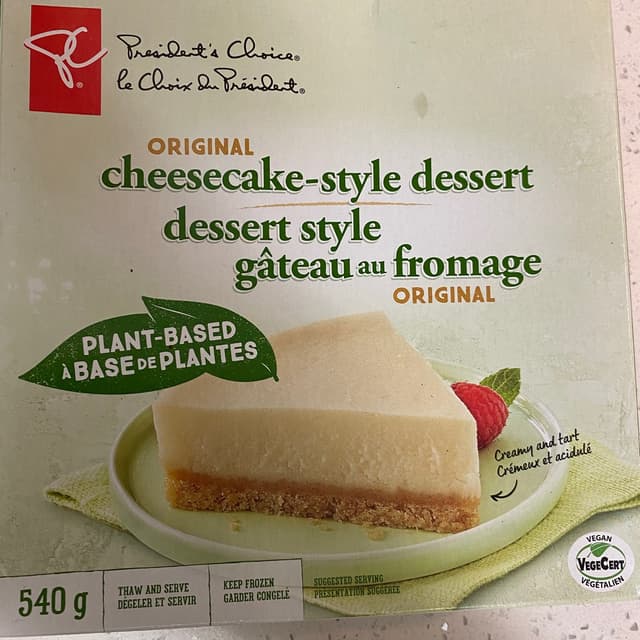 PC
President's Choice®
le Choix du Président®
ORIGINAL
cheesecake-style dessert
dessert style
gâteau au fromage
ORIGINAL
PLANT-BASED
À BASE DE PLANTES
Creamy and tart
Crémeux et acidulé
540 g
THAW AND SERVE
DÉGELER ET SERVIR
KEEP FROZEN
GARDER CONGELÉ
SUGGESTED SERVING
PRÉSENTATION SUGGÉRÉE
VEGAN
VEGECERT
VÉGÉTALIEN